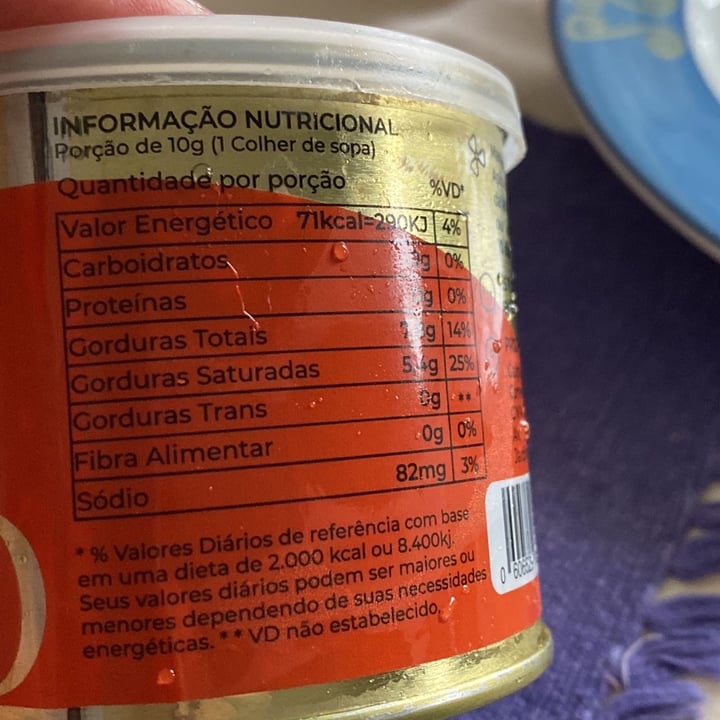 INFORMAÇÃO NUTRICIONAL
Porção de 10g (1 Colher de sopa)
Quantidade por porção %VD*
Valor Energético 71kcal=290KJ 4%
Carboidratos 0%
Proteínas 0%
Gorduras Totais 14%
Gorduras Saturadas 5,4g 25%
Gorduras Trans 0g **
Fibra Alimentar 0g 0%
Sódio 82mg 3%
* % Valores Diários de referência com base
em uma dieta de 2.000 kcal ou 8.400kj.
Seus valores diários podem ser maiores ou
menores dependendo de suas necessidades
energéticas. ** VD não estabelecido.